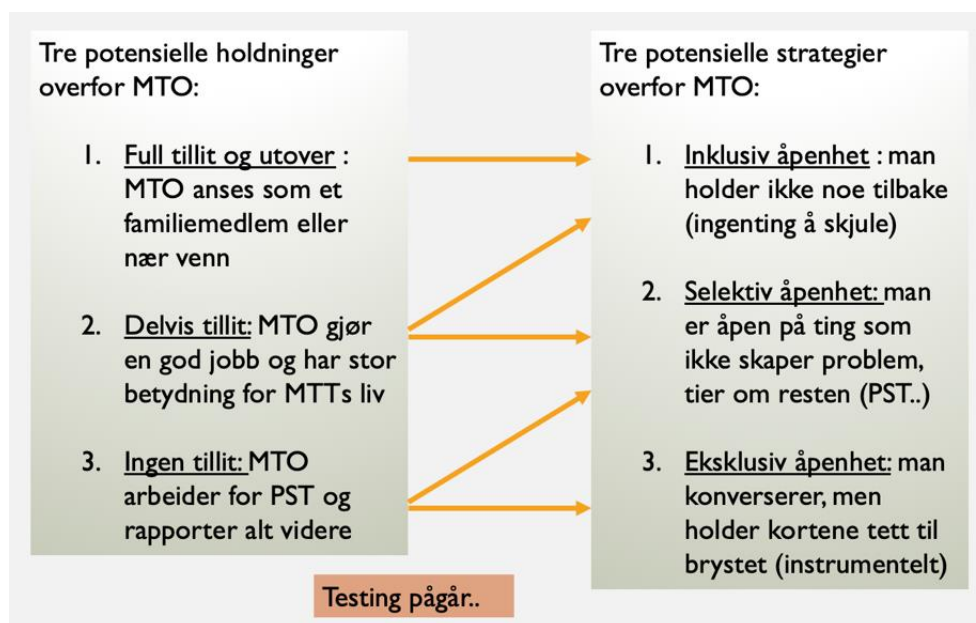 Tre potensielle holdninger
overfor MTO:
1. Full tillit og utover :
MTO anses som et
familiemedlem eller
nær venn
2. Delvis tillit: MTO gjør
en god jobb og har stor
betydning for MTTs liv
3. Ingen tillit: MTO
arbeider for PST og
rapporter alt videre
Tre potensielle strategier
overfor MTO:
1. Inklusiv åpenhet : man
holder ikke noe tilbake
(ingenting å skjule)
2. Selektiv åpenhet: man
er åpen på ting som
ikke skaper problem,
tier om resten (PST..)
3. Eksklusiv åpenhet: man
konverserer, men
holder kortene tett til
brystet (instrumentelt)
Testing pågår..